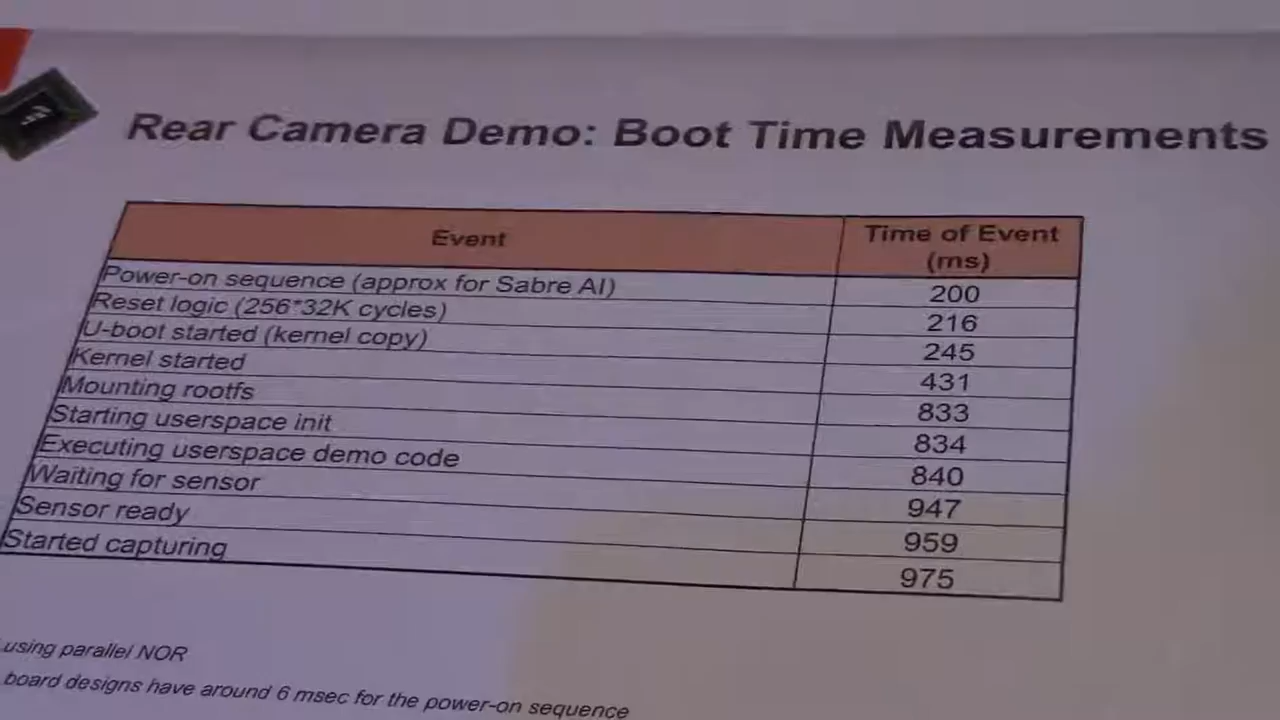 Rear Camera Demo: Boot Time Measurements
Event Time of Event (ms)
Power-on sequence (approx for Sabre AI) 200
Reset logic (256*32K cycles) 216
U-boot started (kernel copy) 245
Kernel started 431
Mounting rootfs 833
Starting userspace init 834
Executing userspace demo code 840
Waiting for sensor 947
Sensor ready 959
Started capturing 975
using parallel NOR
board designs have around 6 msec for the power-on sequence